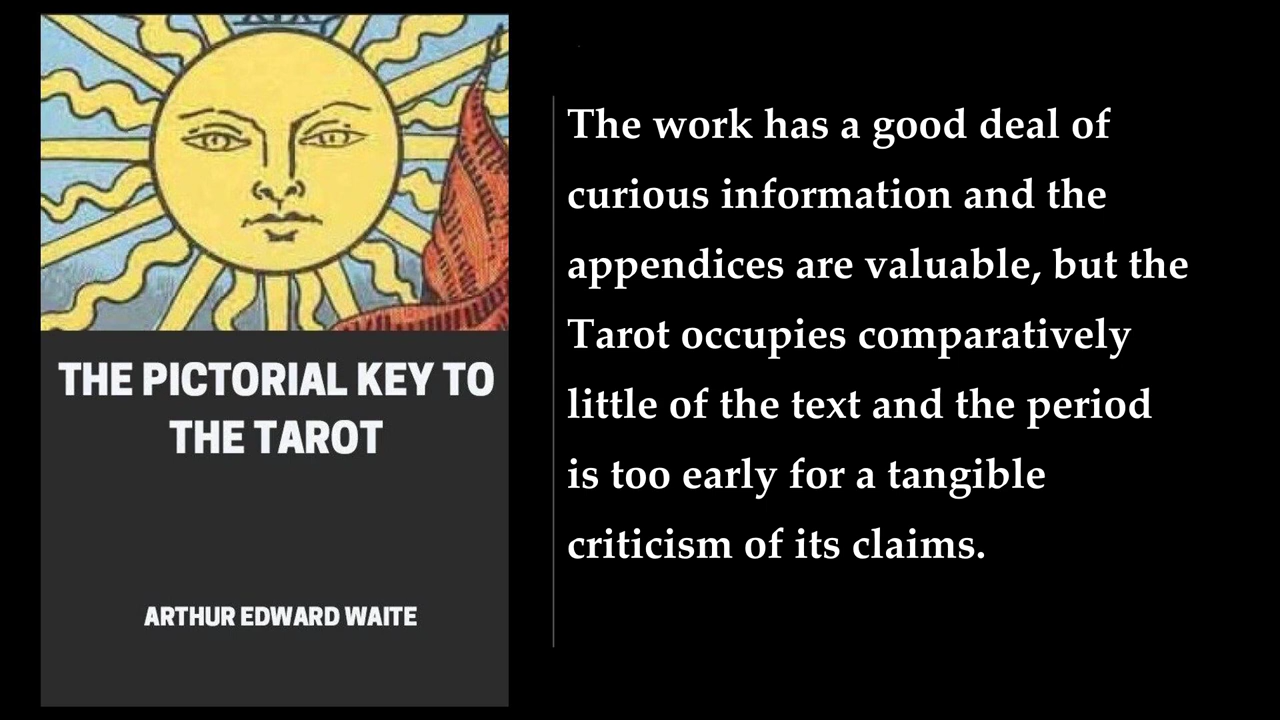 XIX
THE PICTORIAL KEY TO
THE TAROT
ARTHUR EDWARD WAITE
The work has a good deal of
curious information and the
appendices are valuable, but the
Tarot occupies comparatively
little of the text and the period
is too early for a tangible
criticism of its claims.